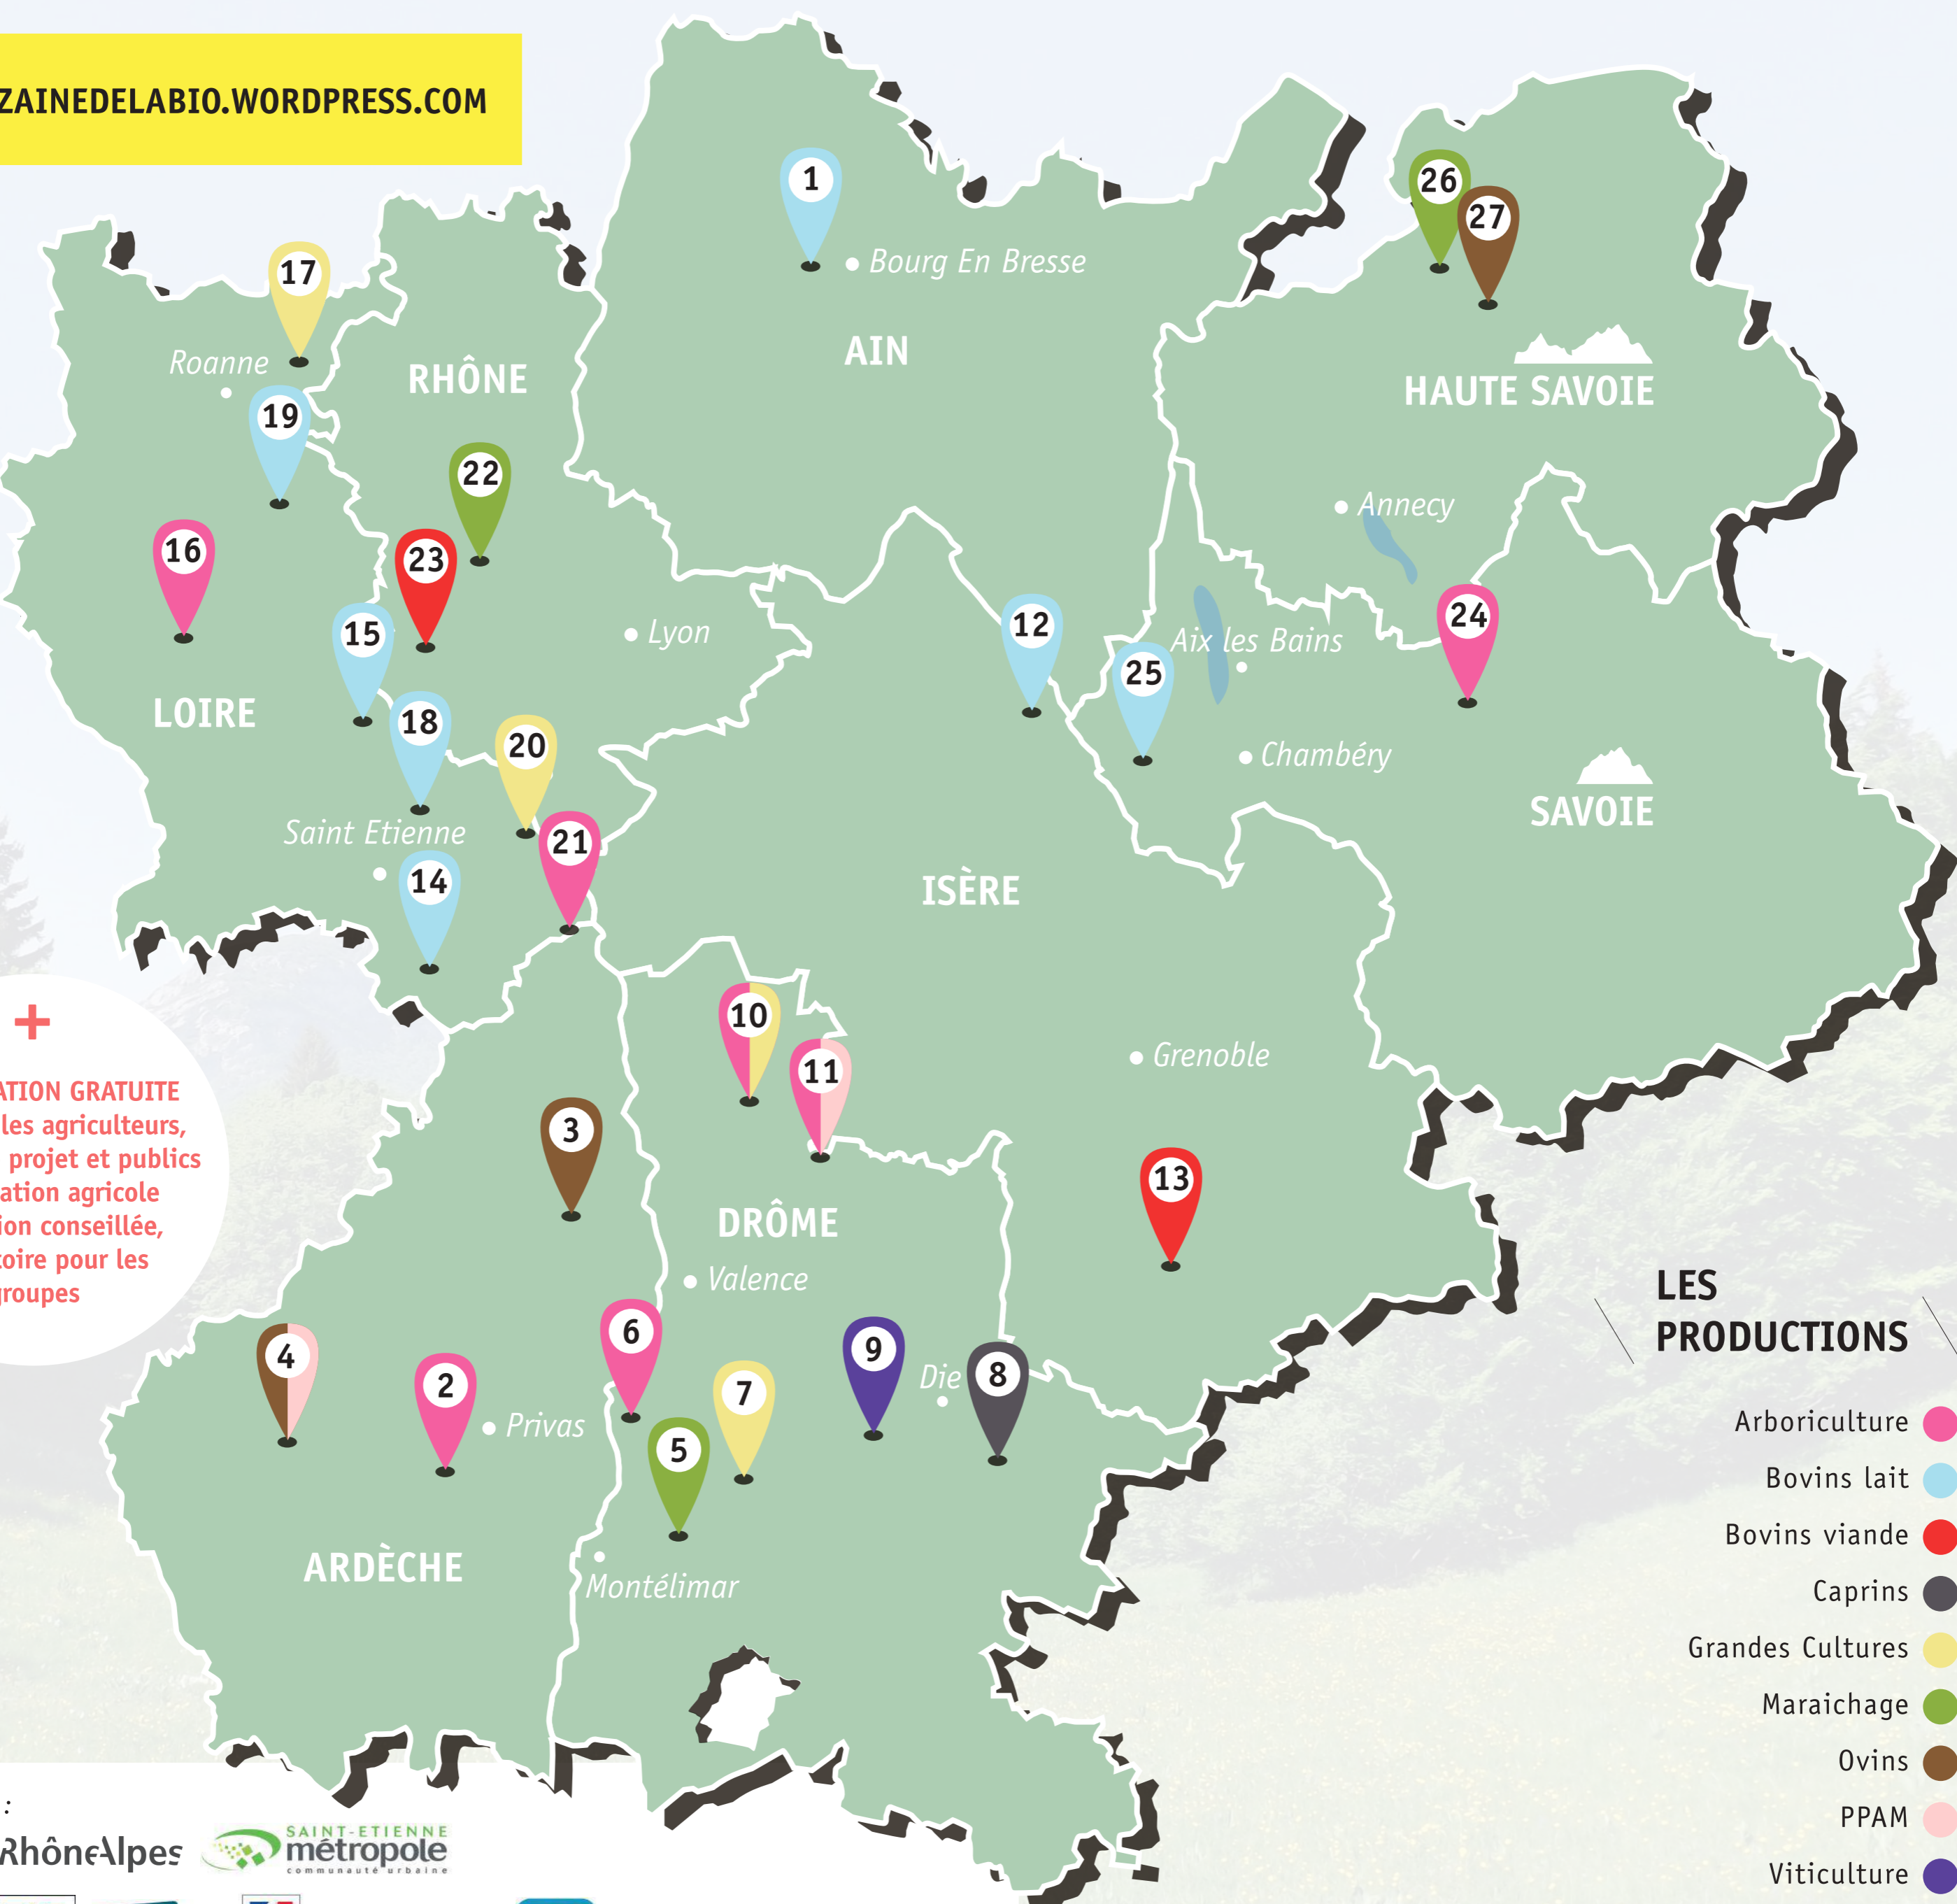 ZAINEDELABIO.WORDPRESS.COM
1
26
27
Bourg En Bresse
17
AIN
Roanne
RHÔNE
HAUTE SAVOIE
19
22
Annecy
16
23
15
Lyon
12
Aix les Bains
24
25
LOIRE
18
20
Chambéry
SAVOIE
Saint Etienne
21
14
ISÈRE
+
ATION GRATUITE
les agriculteurs,
projet et publics
ation agricole
ion conseillée,
toire pour les
groupes
10
11
Grenoble
3
13
DRÔME
Valence
4
2
6
7
9
Die
8
Privas
5
ARDÈCHE
Montélimar
LES
PRODUCTIONS
Arboriculture
Bovins lait
Bovins viande
Caprins
Grandes Cultures
Maraichage
Ovins
PPAM
Viticulture
:
RhôneAlpes
SAINT-ETIENNE
métropole
communauté urbaine